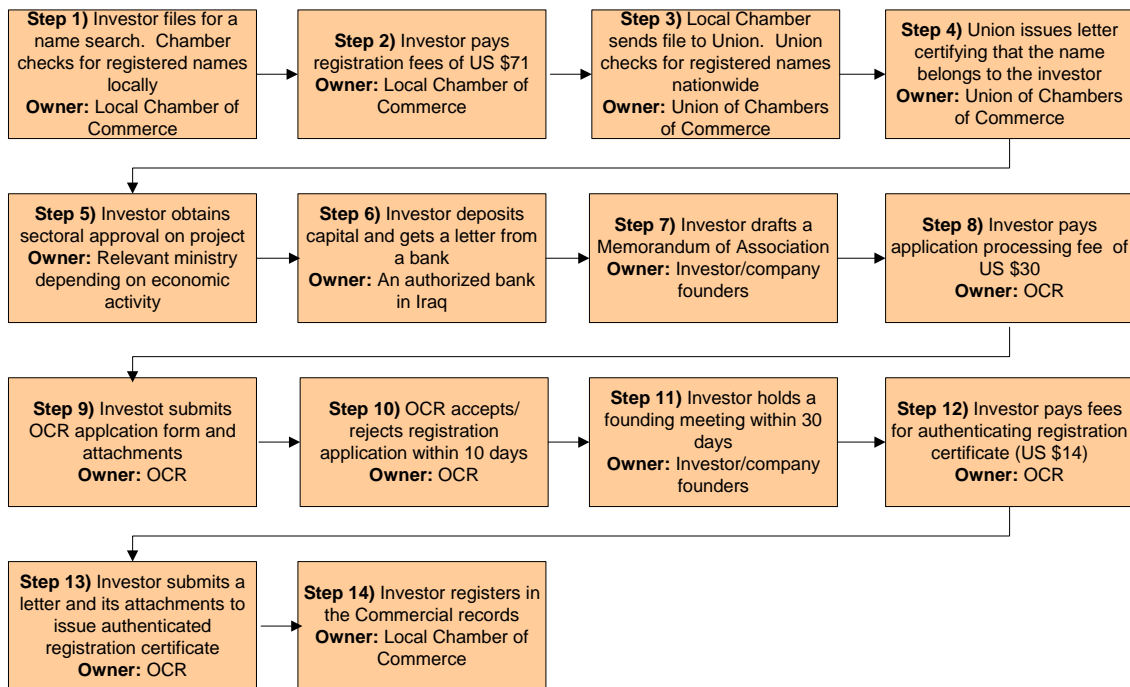 Step 1) Investor files for a
name search.  Chamber
checks for registered names
locally
Owner: Local Chamber of
Commerce
Step 2) Investor pays
registration fees of US $71
Owner: Local Chamber of
Commerce
Step 3) Local Chamber
sends file to Union.  Union
checks for registered names
nationwide
Owner: Union of Chambers
of Commerce
Step 4) Union issues letter
certifying that the name
belongs to the investor
Owner: Union of Chambers
of Commerce
Step 5) Investor obtains
sectoral approval on project
Owner: Relevant ministry
depending on economic
activity
Step 6) Investor deposits
capital and gets a letter from
a bank
Owner: An authorized bank
in Iraq
Step 7) Investor drafts a
Memorandum of Association
Owner: Investor/company
founders
Step 8) Investor pays
application processing fee  of
US $30
Owner: OCR
Step 9) Investot submits
OCR applcation form and
attachments
Owner: OCR
Step 10) OCR accepts/
rejects registration
application within 10 days
Owner: OCR
Step 11) Investor holds a
founding meeting within 30
days
Owner: Investor/company
founders
Step 12) Investor pays fees
for authenticating registration
certificate (US $14)
Owner: OCR
Step 13) Investor submits a
letter and its attachments to
issue authenticated
registration certificate
Owner: OCR
Step 14) Investor registers in
the Commercial records
Owner: Local Chamber of
Commerce